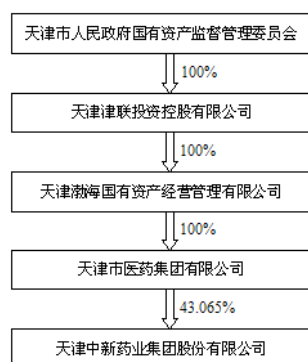 天津市人民政府国有资产监督管理委员会
100%
天津津联投资控股有限公司
100%
天津渤海国有资产经营管理有限公司
100%
天津市医药集团有限公司
43.065%
天津中新药业集团股份有限公司